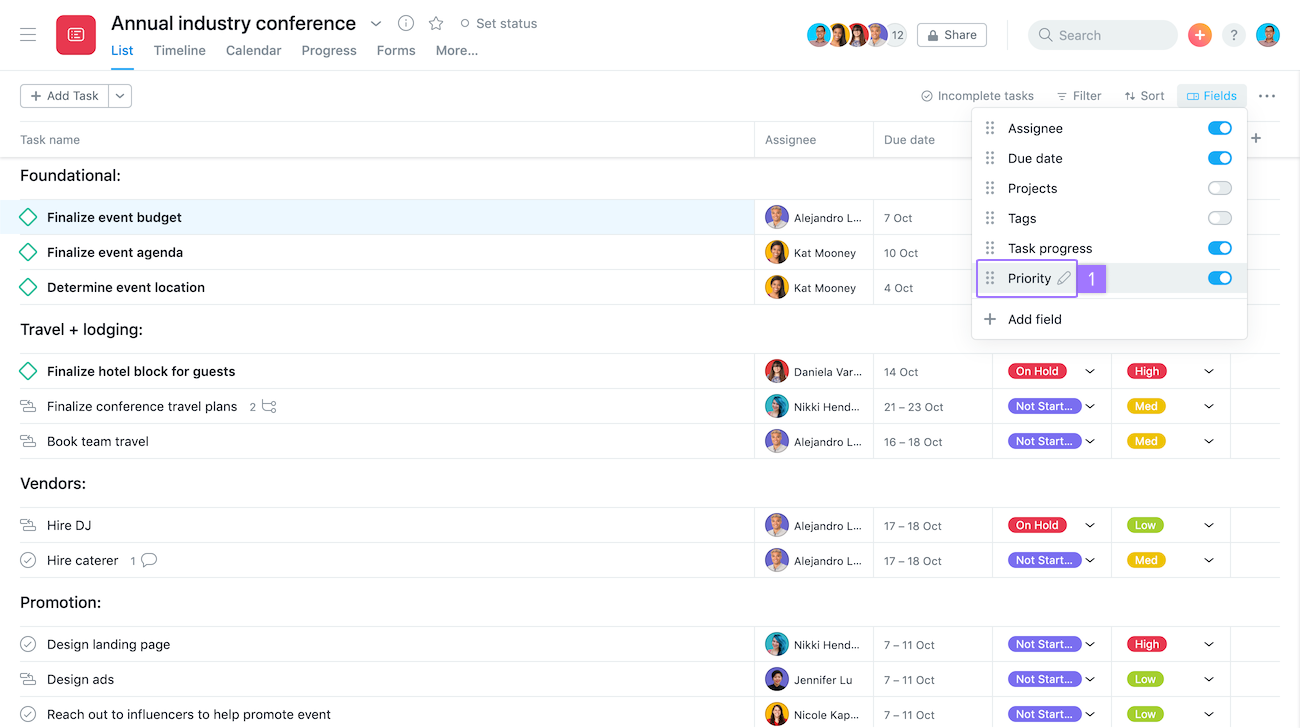 Annual industry conference
Set status
List Timeline Calendar Progress Forms More...
12
Share
Search
?
Add Task
Incomplete tasks Filter Sort Fields
Task name Assignee Due date
Assignee
Due date
Projects
Tags
Task progress
Priority 1
Add field
Foundational:
Finalize event budget Alejandro L... 7 Oct
Finalize event agenda Kat Mooney 10 Oct
Determine event location Kat Mooney 4 Oct
Travel + lodging:
Finalize hotel block for guests Daniela Var... 14 Oct On Hold High
Finalize conference travel plans 2 Nikki Hend... 21 – 23 Oct Not Start... Med
Book team travel Alejandro L... 16 – 18 Oct Not Start... Med
Vendors:
Hire DJ Alejandro L... 17 – 18 Oct On Hold Low
Hire caterer 1 Alejandro L... 17 – 18 Oct Not Start... Med
Promotion:
Design landing page Nikki Hend... 7 – 11 Oct Not Start... High
Design ads Jennifer Lu 7 – 11 Oct Not Start... Low
Reach out to influencers to help promote event Nicole Kap... 7 – 11 Oct Not Start... Low